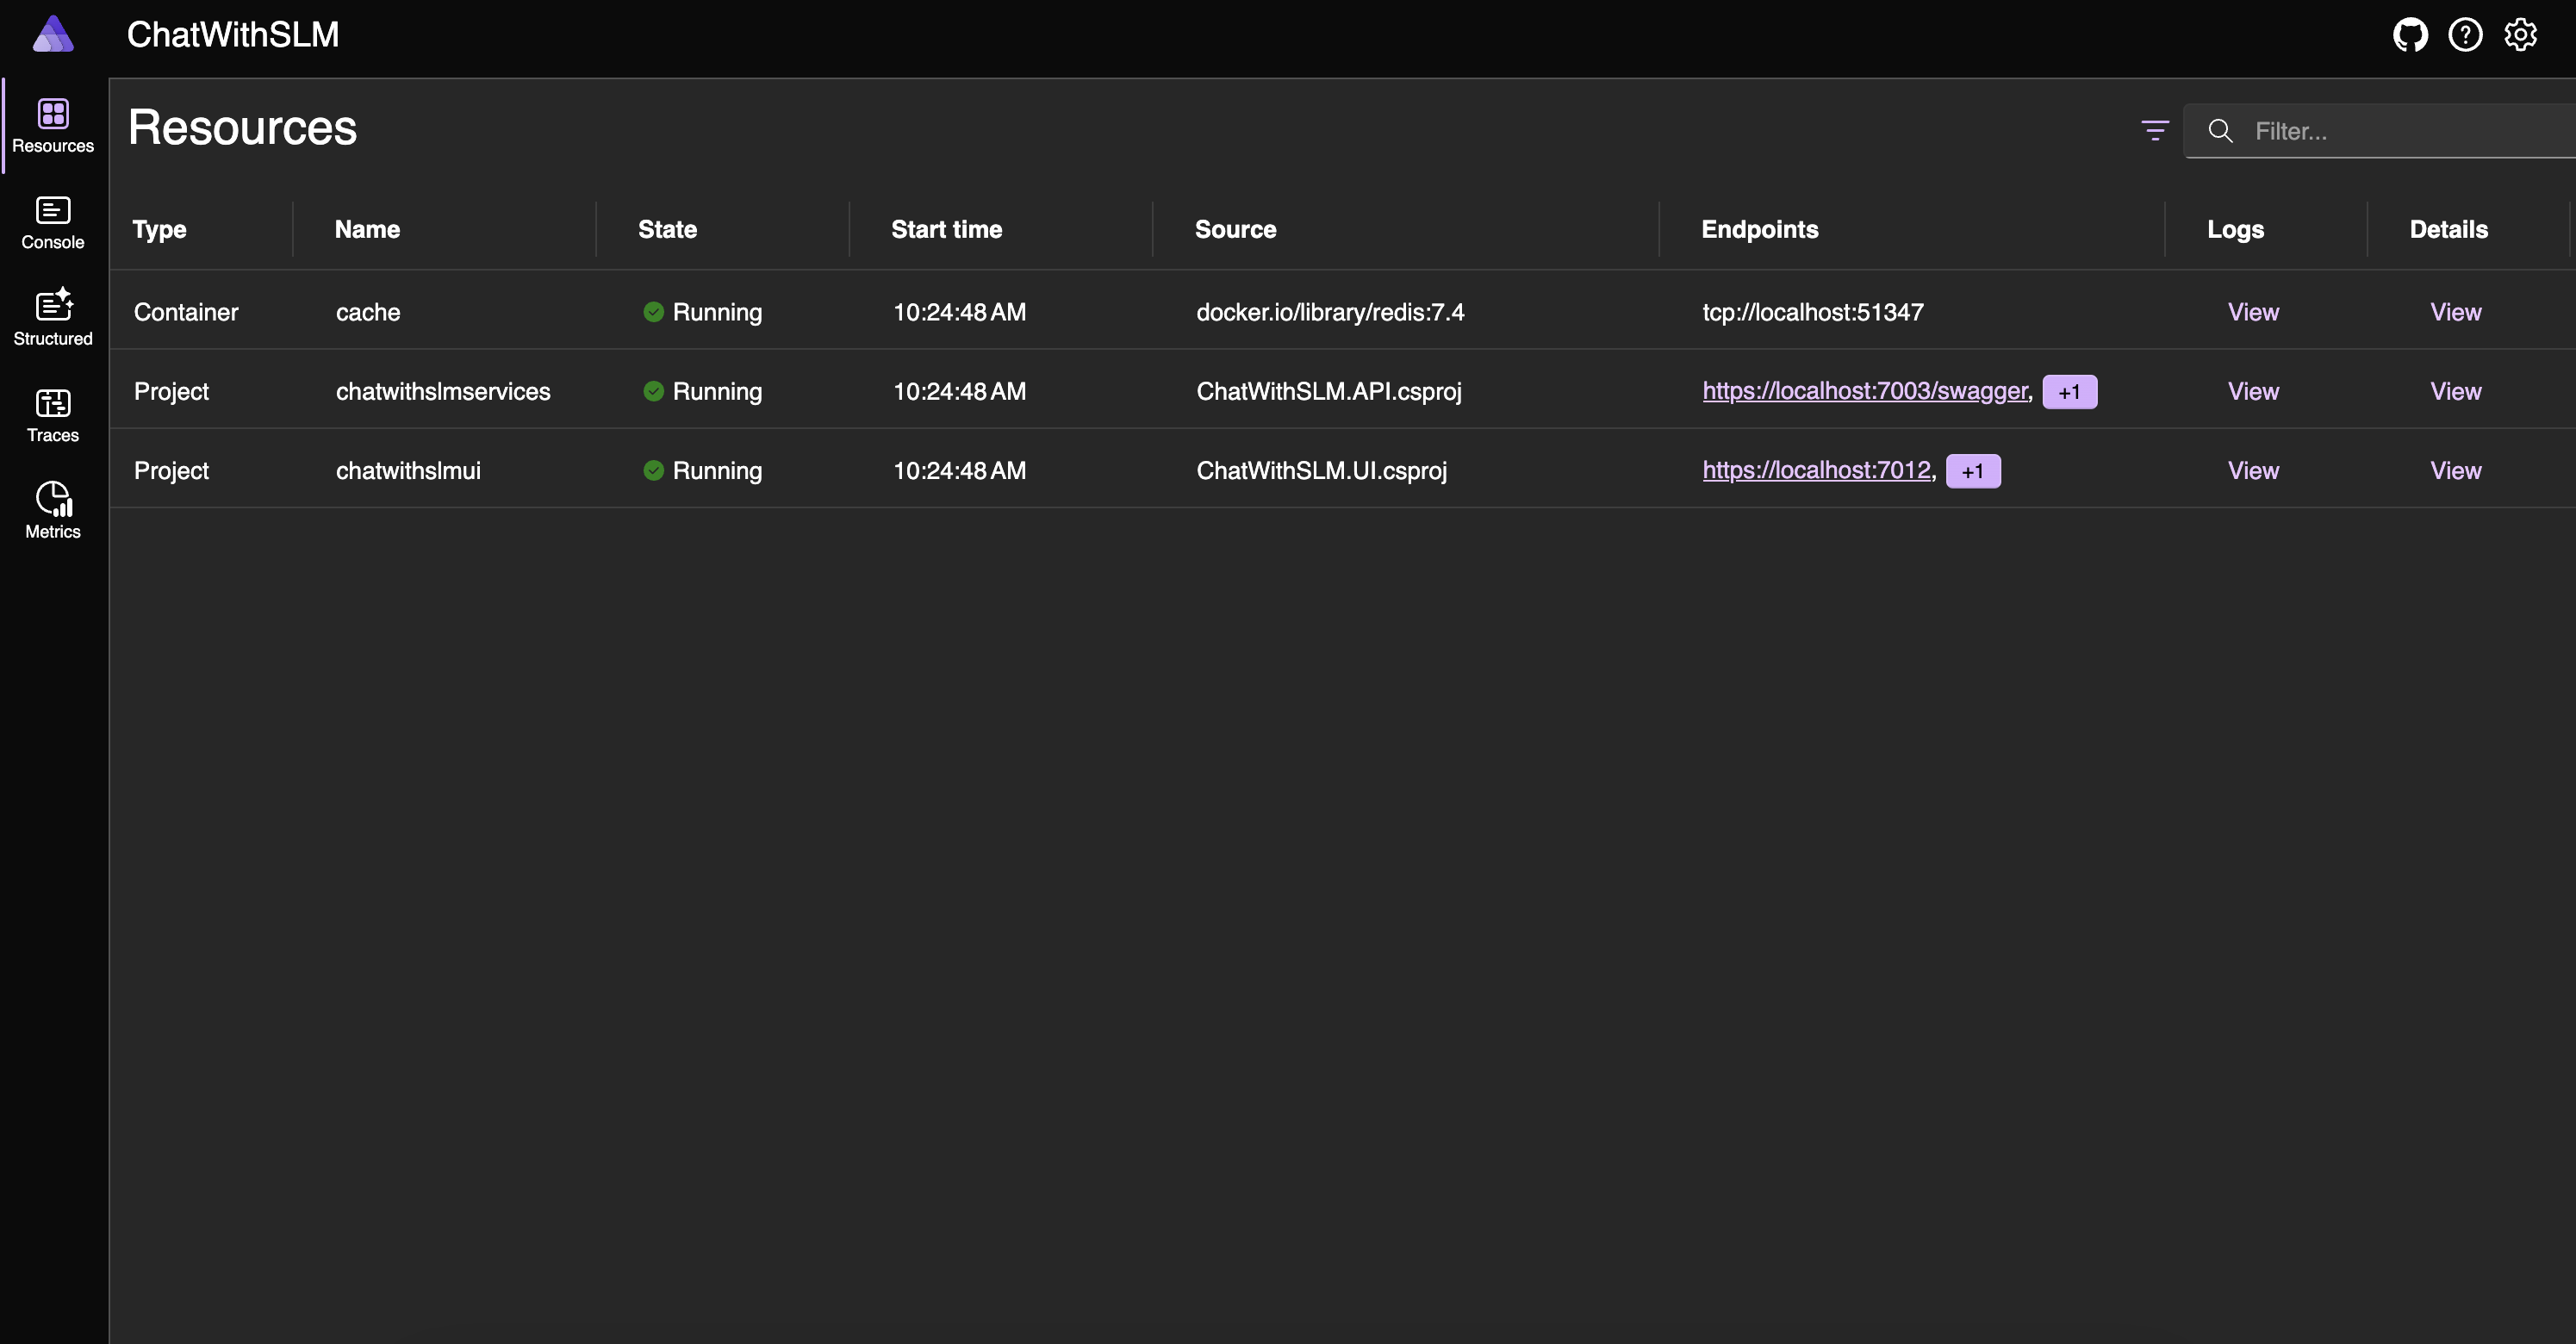 ChatWithSLM
Resources
Console
Structured
Traces
Metrics
Resources
Filter...
Type Name State Start time Source Endpoints Logs Details
Container cache Running 10:24:48 AM docker.io/library/redis:7.4 tcp://localhost:51347 View View
Project chatwithslmservices Running 10:24:48 AM ChatWithSLM.API.csproj https://localhost:7003/swagger, +1 View View
Project chatwithslmui Running 10:24:48 AM ChatWithSLM.UI.csproj https://localhost:7012, +1 View View